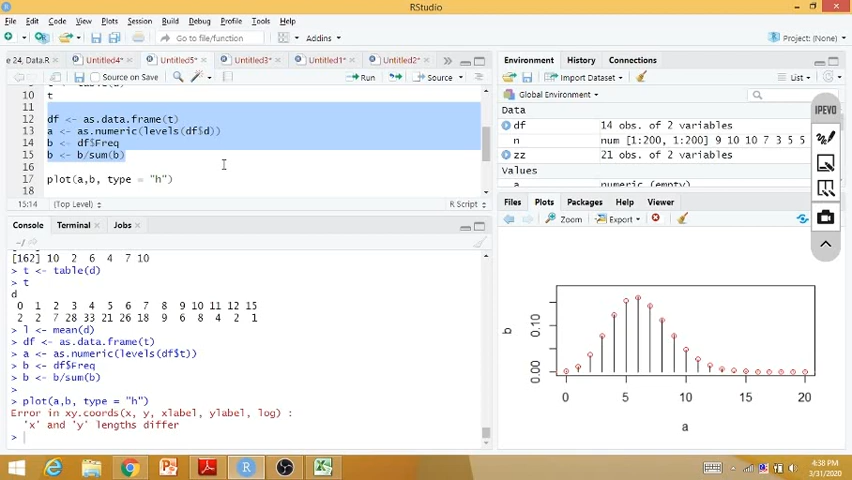 RStudio
File Edit Code View Plots Session Build Debug Profile Tools Help
Go to file/function
Addins
Project: (None)
e 24, Data.R
Untitled4*
Untitled5*
Untitled3*
Untitled1*
Untitled2*
Source on Save
Run
Source
10 t
11
12 df <- as.data.frame(t)
13 a <- as.numeric(levels(df$d))
14 b <- df$Freq
15 b <- b/sum(b)
16
17 plot(a,b, type = "h")
18
15:14 (Top Level) R Script
Console Terminal Jobs
~/
[162] 10 2 6 4 7 10
> t <- table(d)
> t
d
0 1 2 3 4 5 6 7 8 9 10 11 12 15
2 2 7 28 33 21 26 18 9 6 8 4 2 1
> l <- mean(d)
> df <- as.data.frame(t)
> a <- as.numeric(levels(df$t))
> b <- df$Freq
> b <- b/sum(b)
>
> plot(a,b, type = "h")
Error in xy.coords(x, y, xlabel, ylabel, log) :
'x' and 'y' lengths differ
>
Environment History Connections
Import Dataset
List
Global Environment
Data
df 14 obs. of 2 variables
n num [1:200, 1:200] 9 10 10 7 3 5 5
zz 21 obs. of 2 variables
Values
a numeric (empty)
Files Plots Packages Help Viewer
Zoom Export
b
0.00 0.10
0 5 10 15 20
a
IPEVO
4:38 PM
3/31/2020